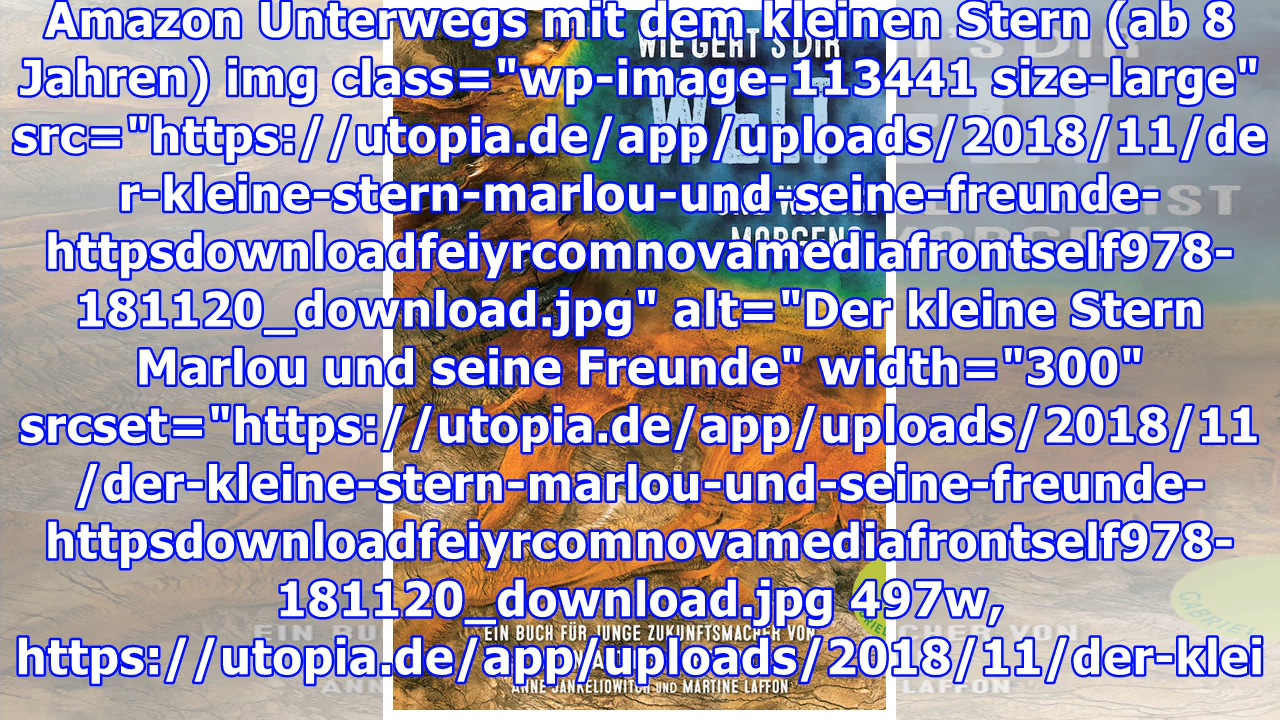 Amazon Unterwegs mit dem kleinen Stern (ab 8
Jahren) img class="wp-image-113441 size-large"
src="https://utopia.de/app/uploads/2018/11/de
r-kleine-stern-marlou-und-seine-freunde-
httpsdownloadfeiyrcomnovamediafrontself978-
181120_download.jpg" alt="Der kleine Stern
Marlou und seine Freunde" width="300"
srcset="https://utopia.de/app/uploads/2018/11
/der-kleine-stern-marlou-und-seine-freunde-
httpsdownloadfeiyrcomnovamediafrontself978-
181120_download.jpg 497w,
https://utopia.de/app/uploads/2018/11/der-klei
WIE GEHT'S DIR
WELT
MORGEN?
EIN BUCH FÜR JUNGE ZUKUNFTSMACHER VON
ANNE JANKELIOWITCH UND MARTINE LAFFON